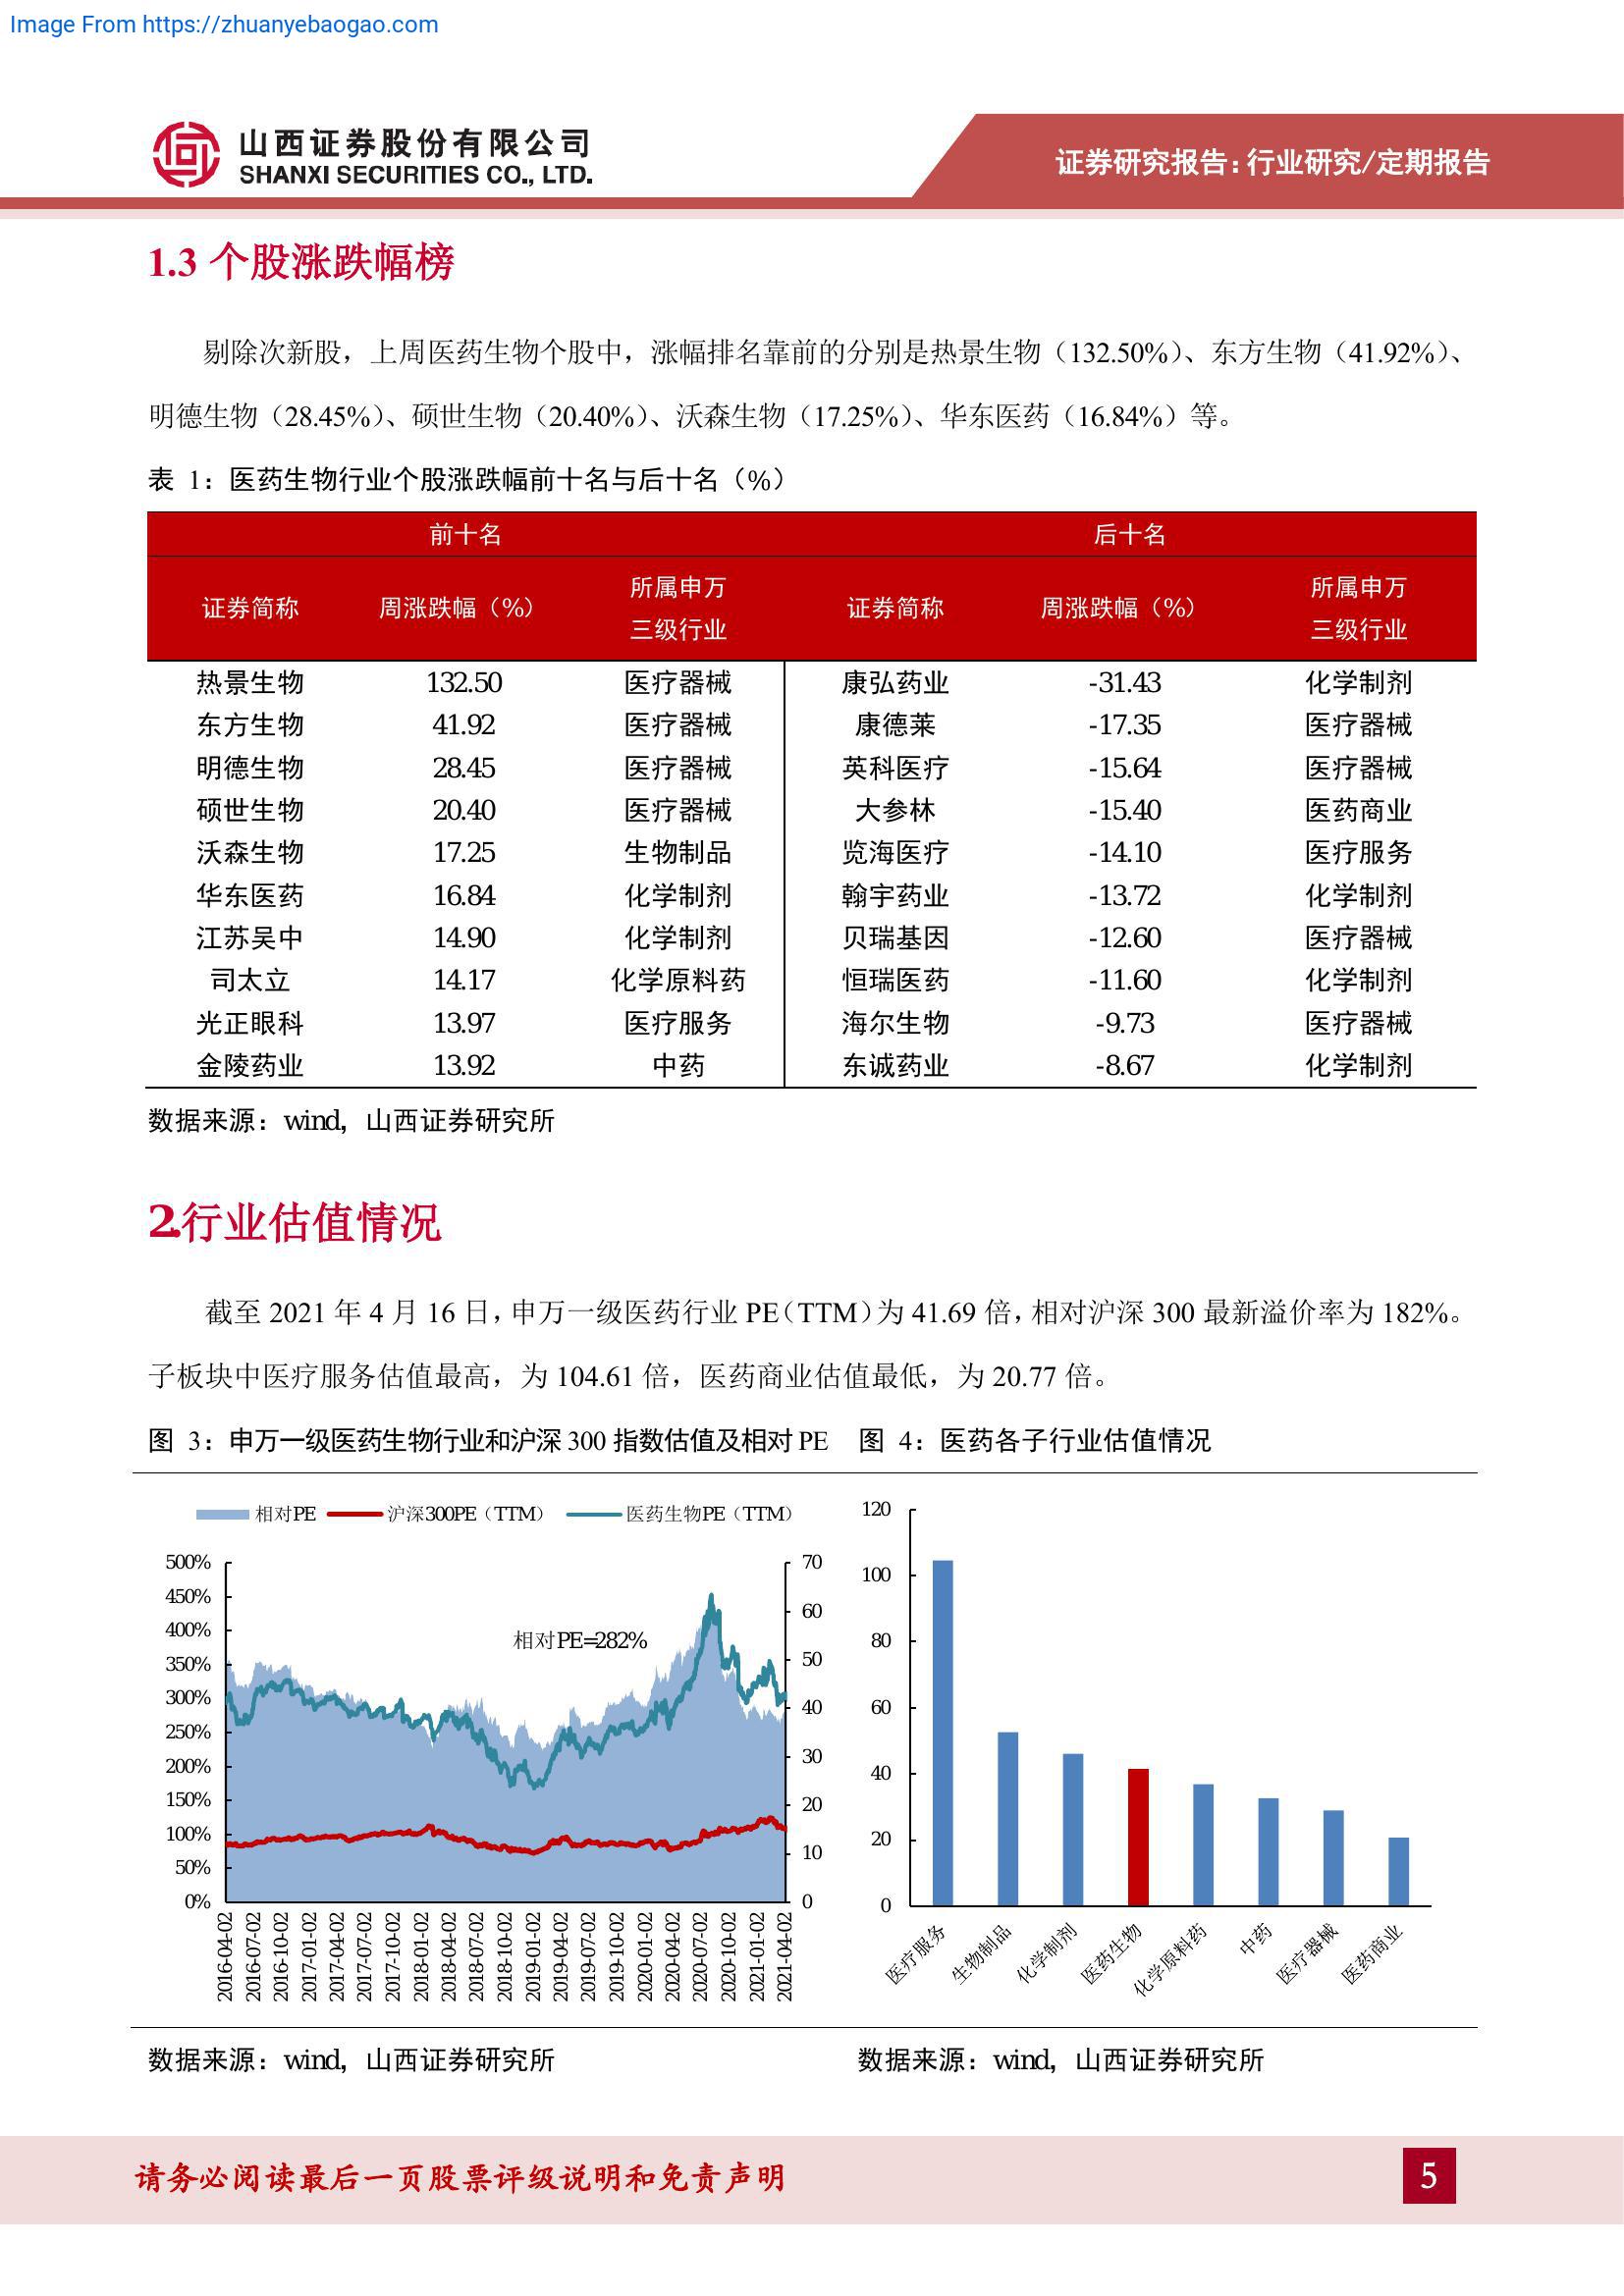 Image From https://zhuanyebaogao.com
山西证券股份有限公司
SHANXI SECURITIES CO., LTD.
证券研究报告:行业研究/定期报告
1.3 个股涨跌幅榜
剔除次新股，上周医药生物个股中，涨幅排名靠前的分别是热景生物（132.50%）、东方生物（41.92%）、
明德生物（28.45%）、硕世生物（20.40%）、沃森生物（17.25%）、华东医药（16.84%）等。
表 1：医药生物行业个股涨跌幅前十名与后十名（%）
前十名 后十名
证券简称 周涨跌幅（%） 所属申万三级行业 证券简称 周涨跌幅（%） 所属申万三级行业
热景生物 132.50 医疗器械 康弘药业 -31.43 化学制剂
东方生物 41.92 医疗器械 康德莱 -17.35 医疗器械
明德生物 28.45 医疗器械 英科医疗 -15.64 医疗器械
硕世生物 20.40 医疗器械 大参林 -15.40 医药商业
沃森生物 17.25 生物制品 览海医疗 -14.10 医疗服务
华东医药 16.84 化学制剂 翰宇药业 -13.72 化学制剂
江苏吴中 14.90 化学制剂 贝瑞基因 -12.60 医疗器械
司太立 14.17 化学原料药 恒瑞医药 -11.60 化学制剂
光正眼科 13.97 医疗服务 海尔生物 -9.73 医疗器械
金陵药业 13.92 中药 东诚药业 -8.67 化学制剂
数据来源：wind，山西证券研究所
2.行业估值情况
截至 2021 年 4 月 16 日，申万一级医药行业 PE（TTM）为 41.69 倍，相对沪深 300 最新溢价率为 182%。
子板块中医疗服务估值最高，为 104.61 倍，医药商业估值最低，为 20.77 倍。
图 3：申万一级医药生物行业和沪深 300 指数估值及相对 PE
相对PE 沪深300PE（TTM） 医药生物PE（TTM）
500%
450%
400%
350%
300%
250%
200%
150%
100%
50%
0%
相对PE=282%
70
60
50
40
30
20
10
0
2016-04-02
2016-07-02
2016-10-02
2017-01-02
2017-04-02
2017-07-02
2017-10-02
2018-01-02
2018-04-02
2018-07-02
2018-10-02
2019-01-02
2019-04-02
2019-07-02
2019-10-02
2020-01-02
2020-04-02
2020-07-02
2020-10-02
2021-01-02
2021-04-02
数据来源：wind，山西证券研究所
图 4：医药各子行业估值情况
120
100
80
60
40
20
0
医疗服务
生物制品
化学制剂
医药生物
化学原料药
中药
医疗器械
医药商业
数据来源：wind，山西证券研究所
请务必阅读最后一页股票评级说明和免责声明
5